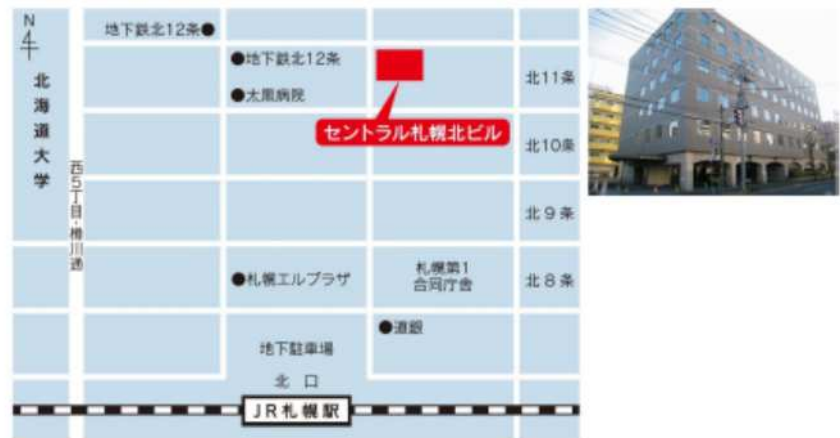 N
地下鉄北12条
地下鉄北12条
太黒病院
北11条
セントラル札幌北ビル
北10条
北海道大学
西5丁目・樽川通
北9条
札幌エルプラザ
札幌第1
合同庁舎
北8条
道銀
地下駐車場
北口
JR札幌駅